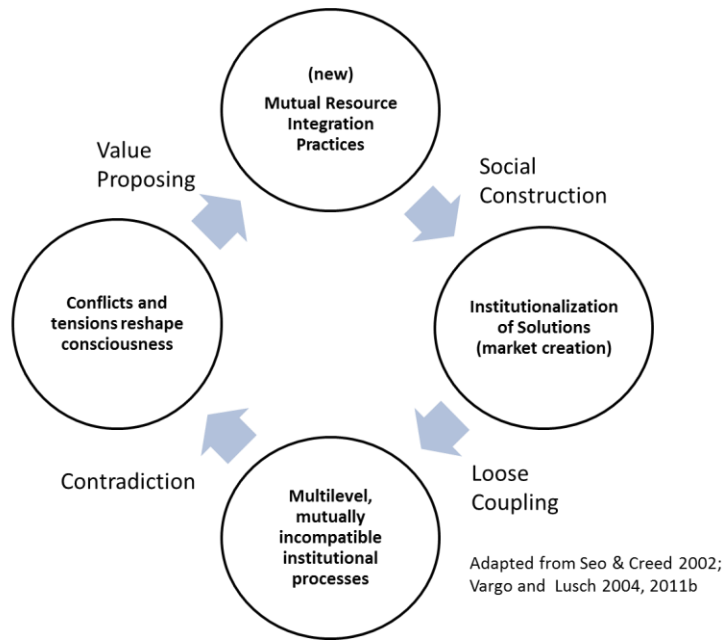 (new)
Mutual Resource
Integration
Practices
Value
Proposing
Social
Construction
Conflicts and
tensions reshape
consciousness
Institutionalization
of Solutions
(market creation)
Contradiction
Loose
Coupling
Multilevel,
mutually
incompatible
institutional
processes
Adapted from Seo & Creed 2002;
Vargo and Lusch 2004, 2011b